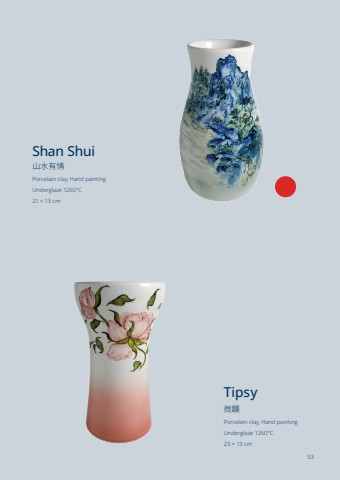 Shan Shui
山水有情
Porcelain clay, Hand painting
Underglaze 1260°C
21 × 13 cm
Tipsy
微醺
Porcelain clay, Hand painting
Underglaze 1260°C
23 × 13 cm
53